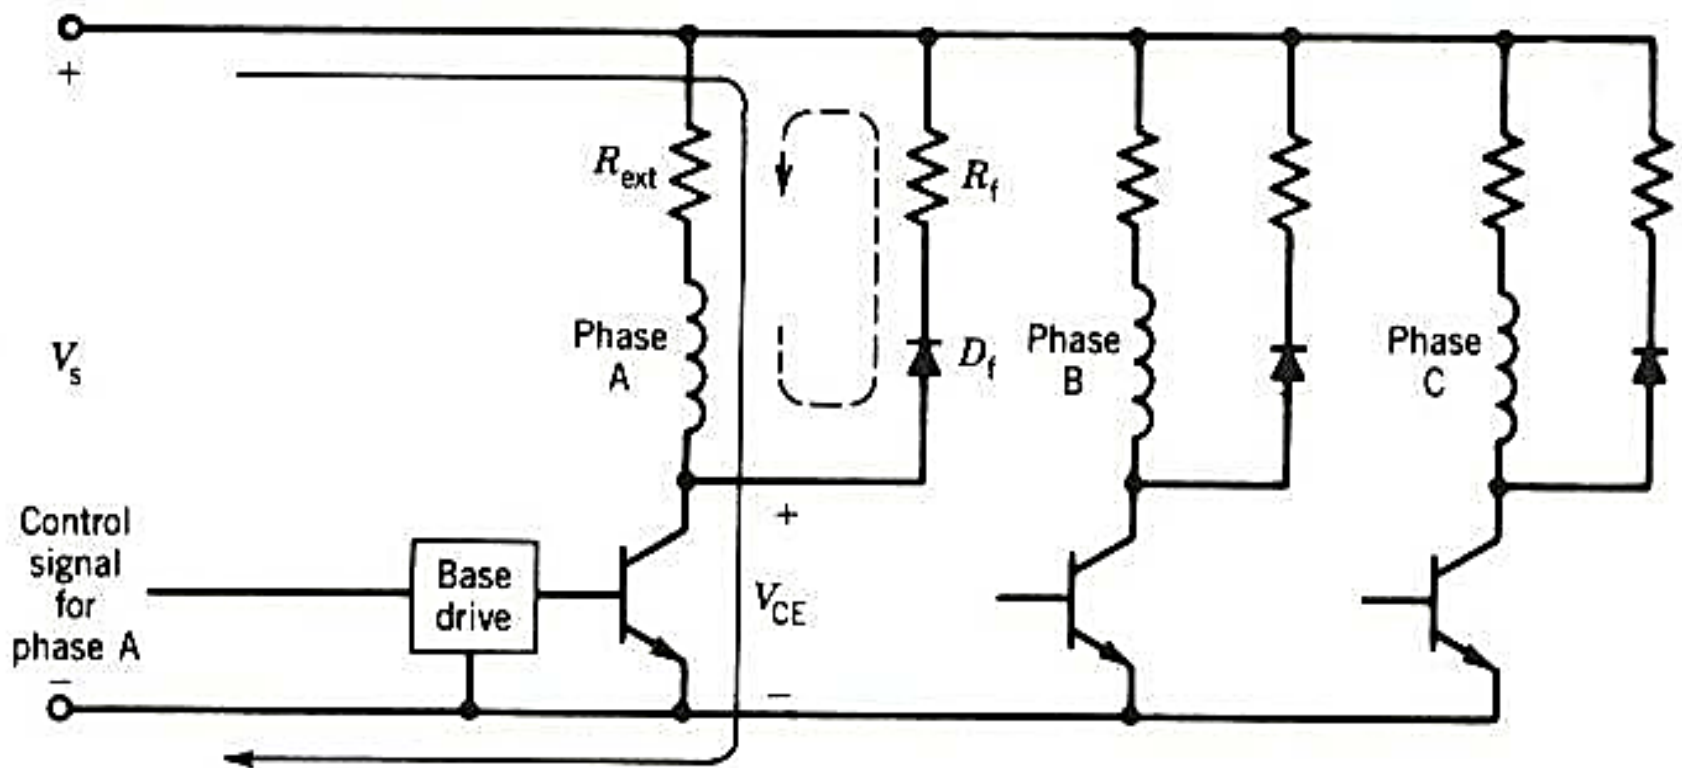 +
R_ext
R_f
V_s
Phase
A
D_f
Phase
B
Phase
C
+
Control
signal
for
phase A
Base
drive
V_CE
−
−